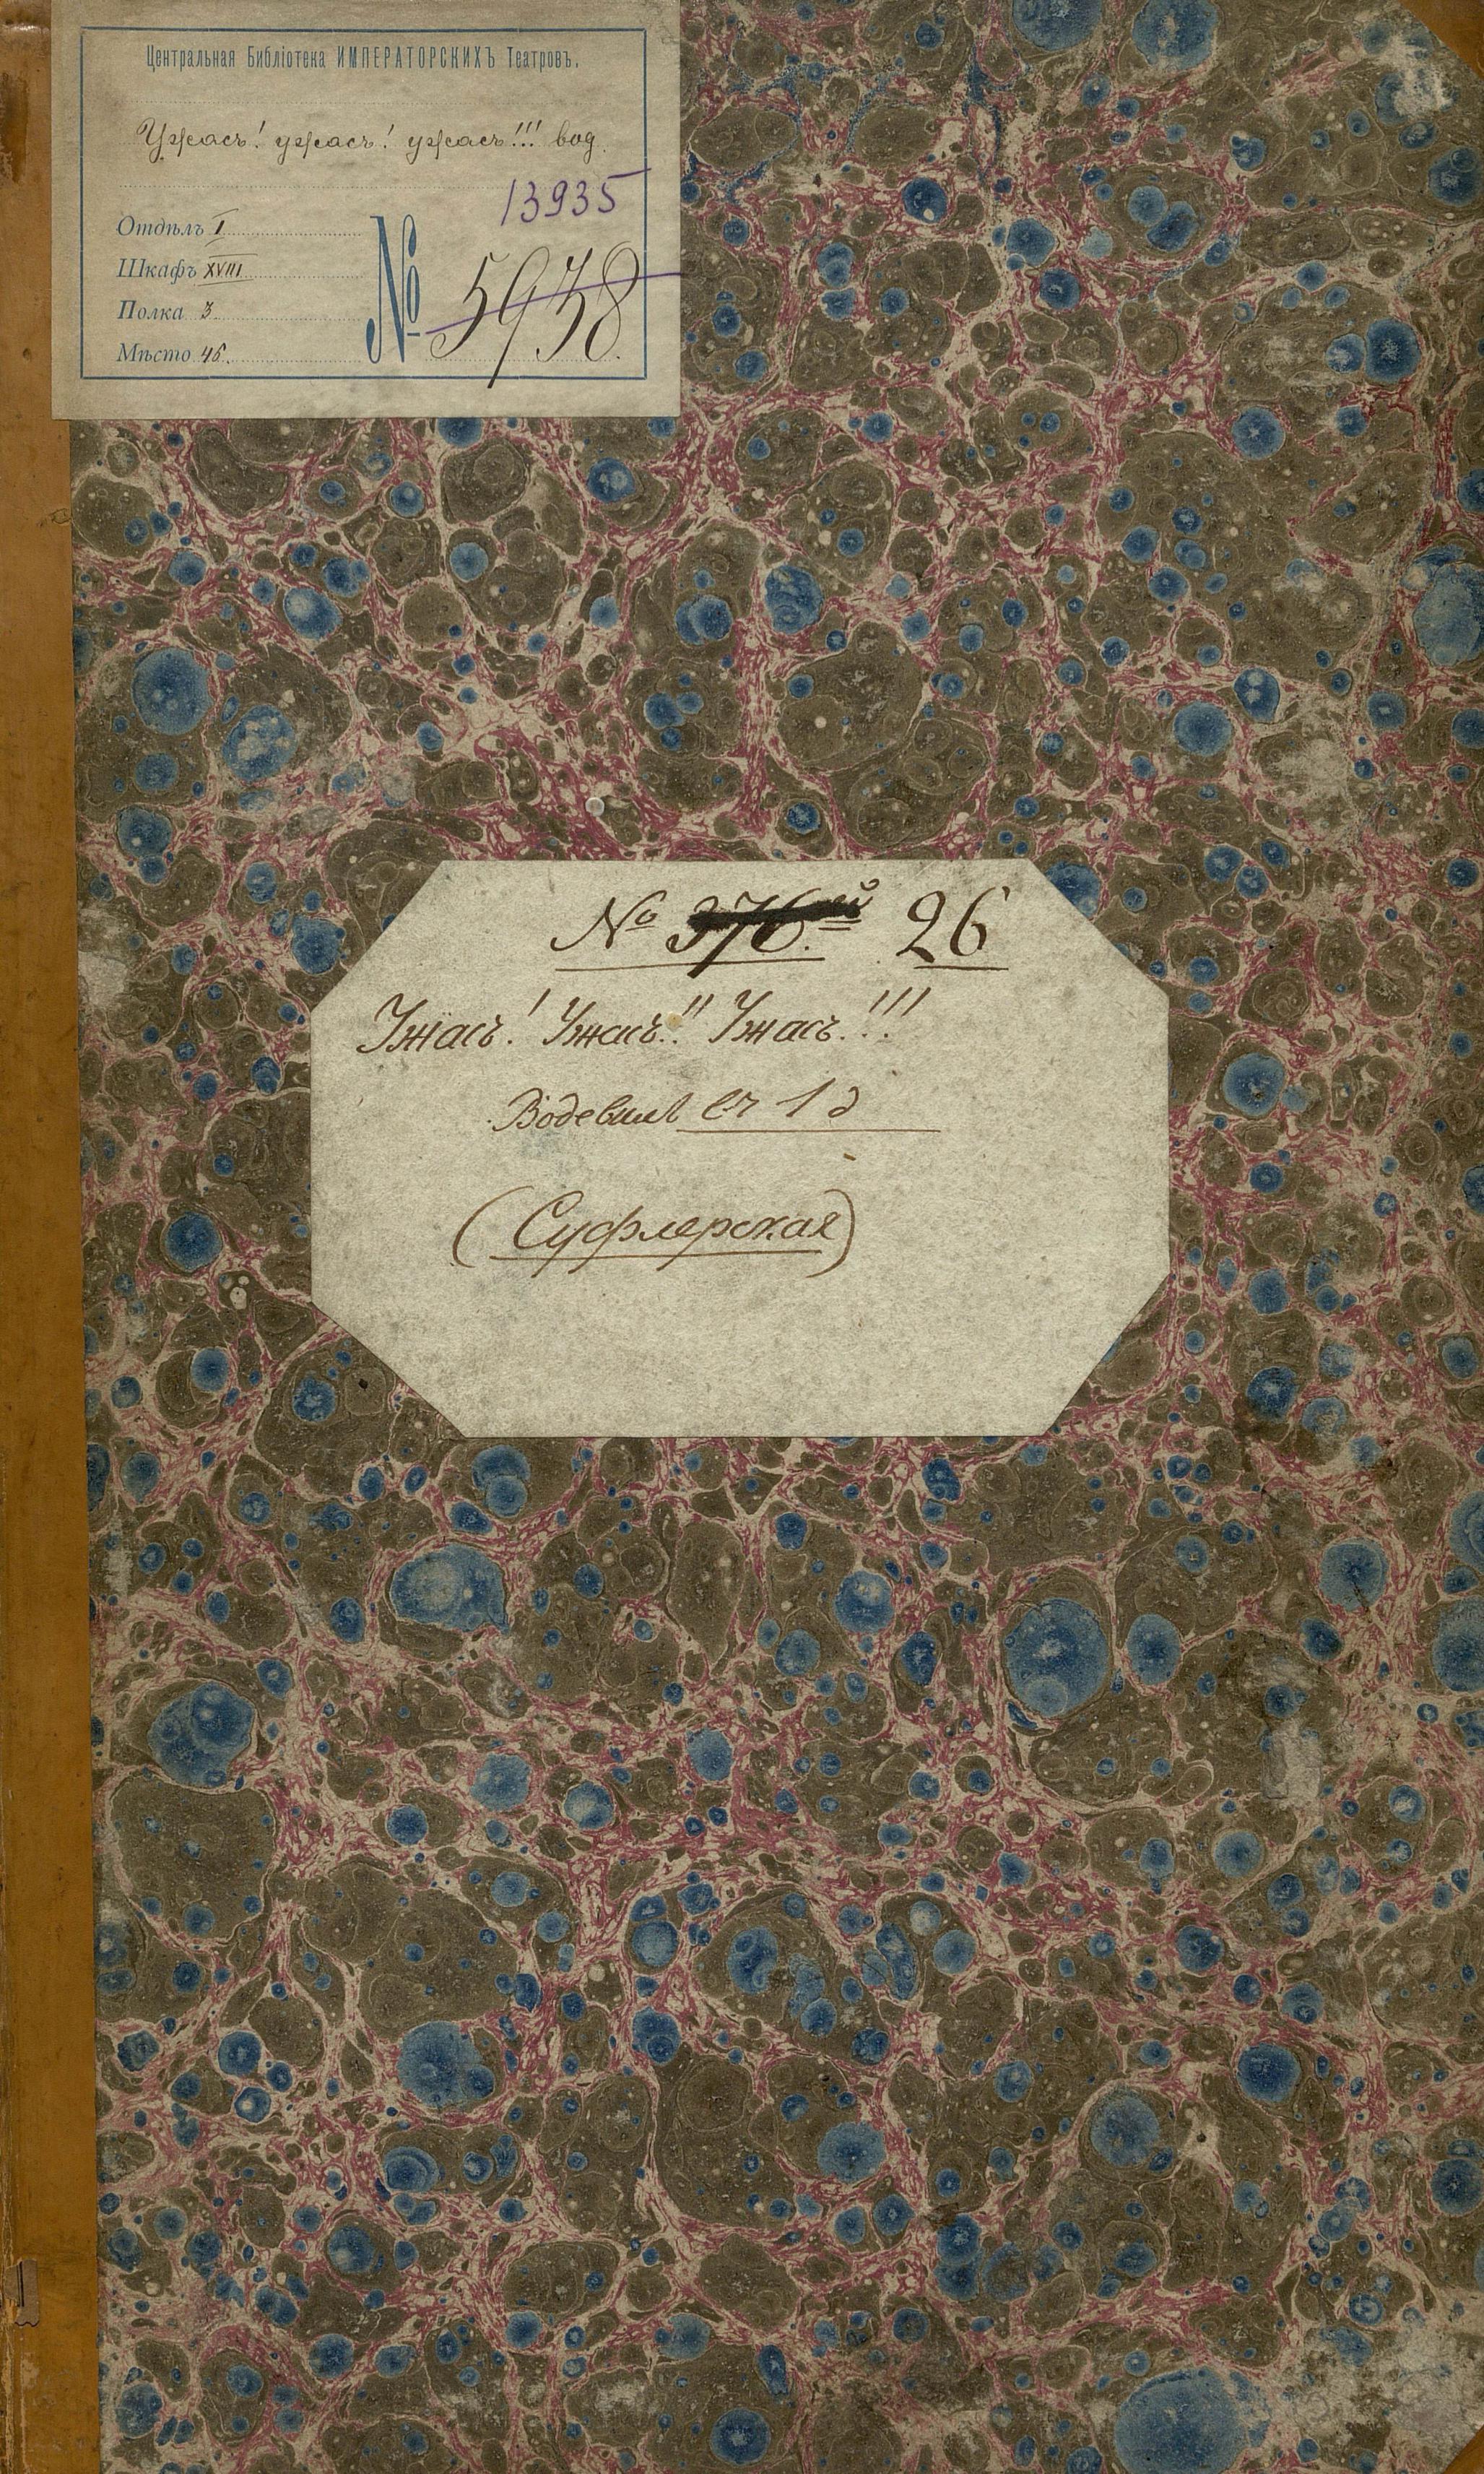 Центральная Библіотека ИМПЕРАТОРСКИХЪ Театровъ.
Ужасъ! ужасъ! ужасъ!!! вод.
13935
Отдѣлъ I
Шкафъ XVIII
Полка 3
Мѣсто 46.
№ 5938.
№ 376.й 26
Ужасъ! Ужасъ!! Ужасъ!!!
Водевиль въ 1 д
(Суфлерская)